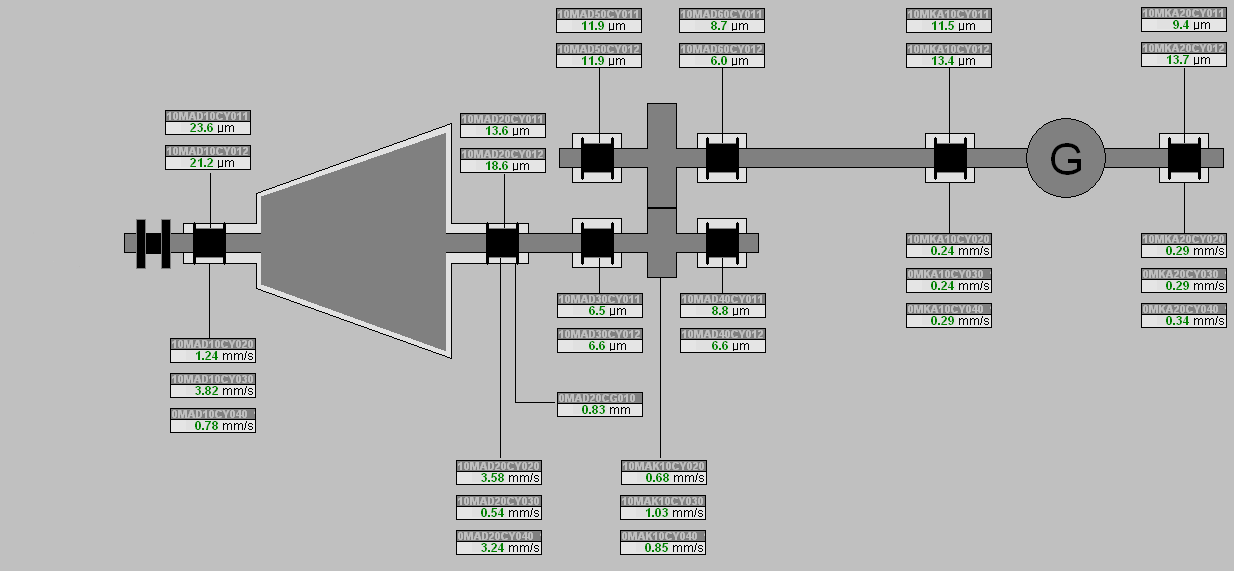 10MAD50CY011
11.9 µm
10MAD60CY011
8.7 µm
10MKA10CY011
11.5 µm
10MKA20CY011
9.4 µm
10MAD50CY012
11.9 µm
10MAD60CY012
6.0 µm
10MKA10CY012
13.4 µm
10MKA20CY012
13.7 µm
10MAD10CY011
23.6 µm
10MAD20CY011
13.6 µm
10MAD10CY012
21.2 µm
10MAD20CY012
18.6 µm
G
10MKA10CY020
0.24 mm/s
10MKA20CY020
0.29 mm/s
0MKA10CY030
0.24 mm/s
0MKA20CY030
0.29 mm/s
0MKA10CY040
0.29 mm/s
0MKA20CY040
0.34 mm/s
10MAD30CY011
6.5 µm
10MAD40CY011
8.8 µm
10MAD30CY012
6.6 µm
10MAD40CY012
6.6 µm
10MAD10CY020
1.24 mm/s
10MAD10CY030
3.82 mm/s
0MAD10CY040
0.78 mm/s
0MAD20CG010
0.83 mm
10MAD20CY020
3.58 mm/s
10MAK10CY020
0.68 mm/s
10MAD20CY030
0.54 mm/s
10MAK10CY030
1.03 mm/s
0MAD20CY040
3.24 mm/s
0MAK10CY040
0.85 mm/s